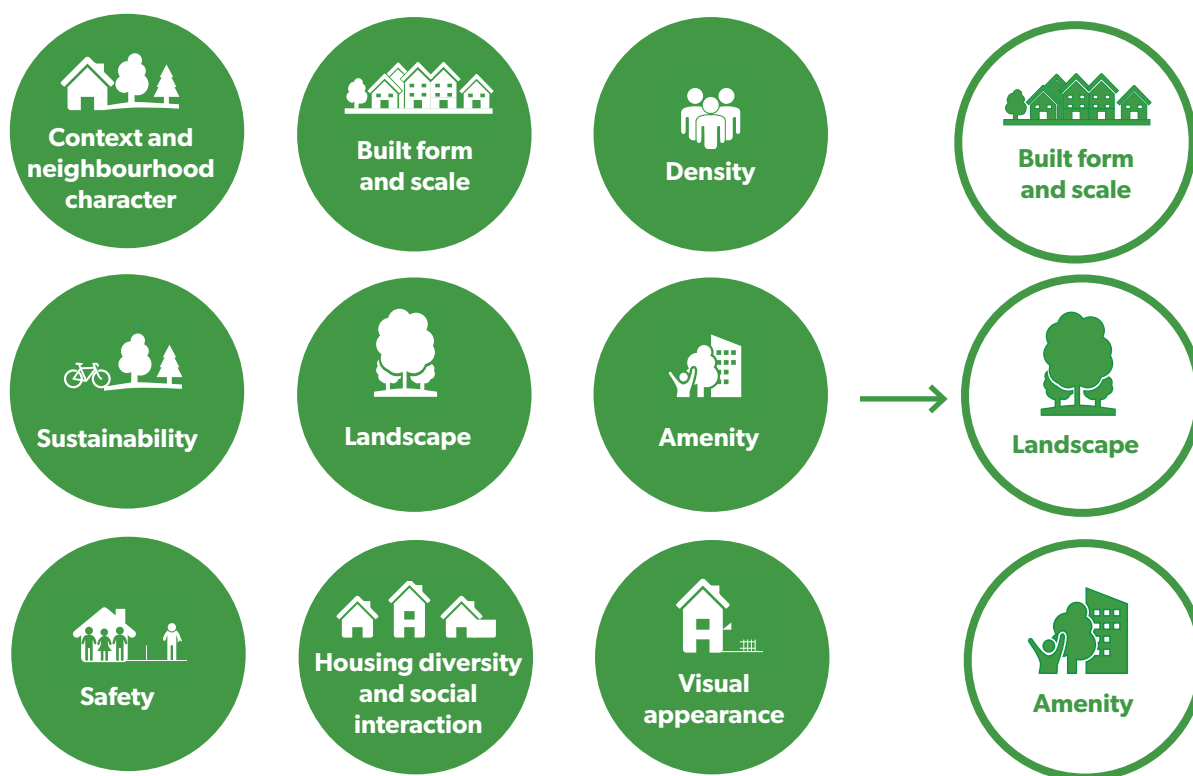 Context and
neighbourhood
character
Built form
and scale
Density
Built form
and scale
Sustainability
Landscape
Amenity
Landscape
Safety
Housing diversity
and social
interaction
Visual
appearance
Amenity